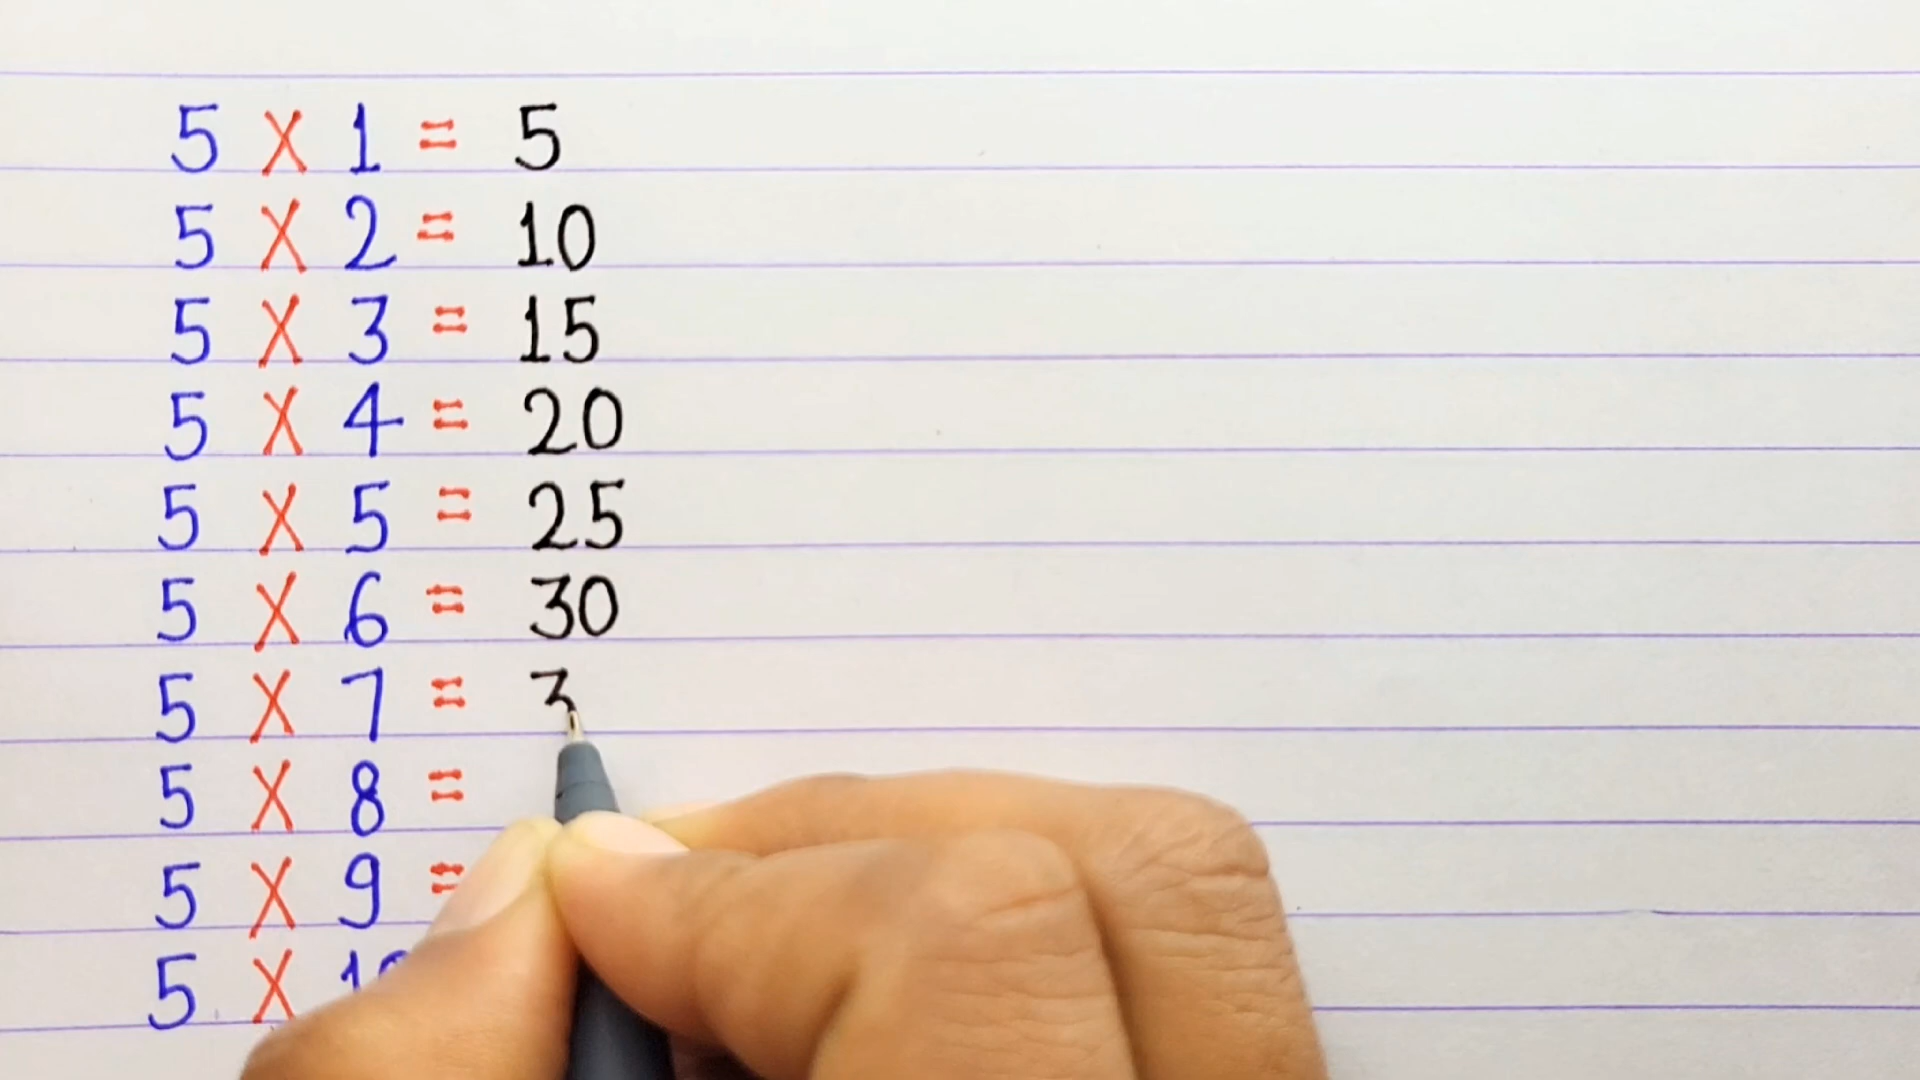 5 X 1 = 5
5 X 2 = 10
5 X 3 = 15
5 X 4 = 20
5 X 5 = 25
5 X 6 = 30
5 X 7 = 3
5 X 8 =
5 X 9 =
5 X 10